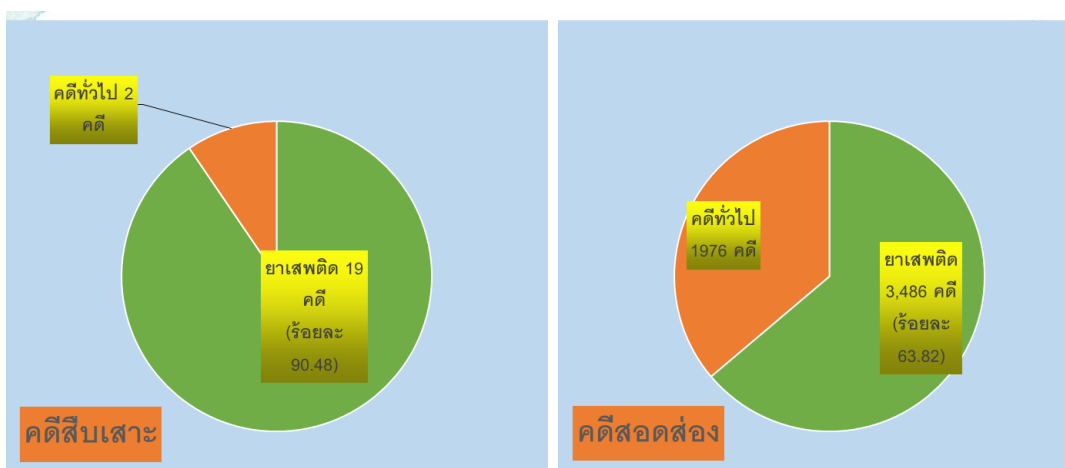 คดีทั่วไป 2
คดี
ยาเสพติด 19
คดี
(ร้อยละ
90.48)
คดีสืบเสาะ
คดีทั่วไป
1976 คดี
ยาเสพติด
3,486 คดี
(ร้อยละ
63.82)
คดีสอดส่อง